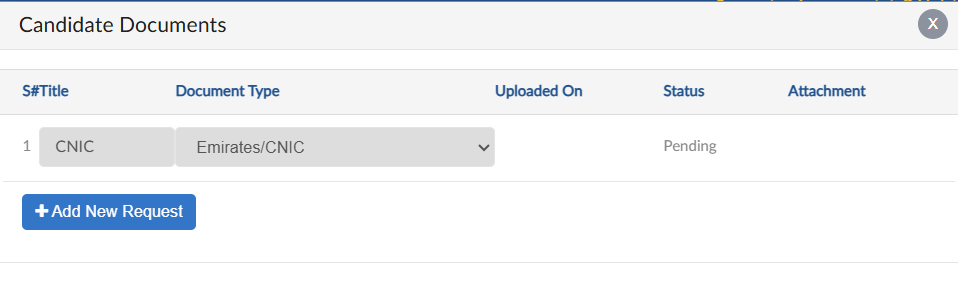 Candidate Documents
X
S#Title Document Type Uploaded On Status Attachment
1 CNIC Emirates/CNIC Pending
+ Add New Request